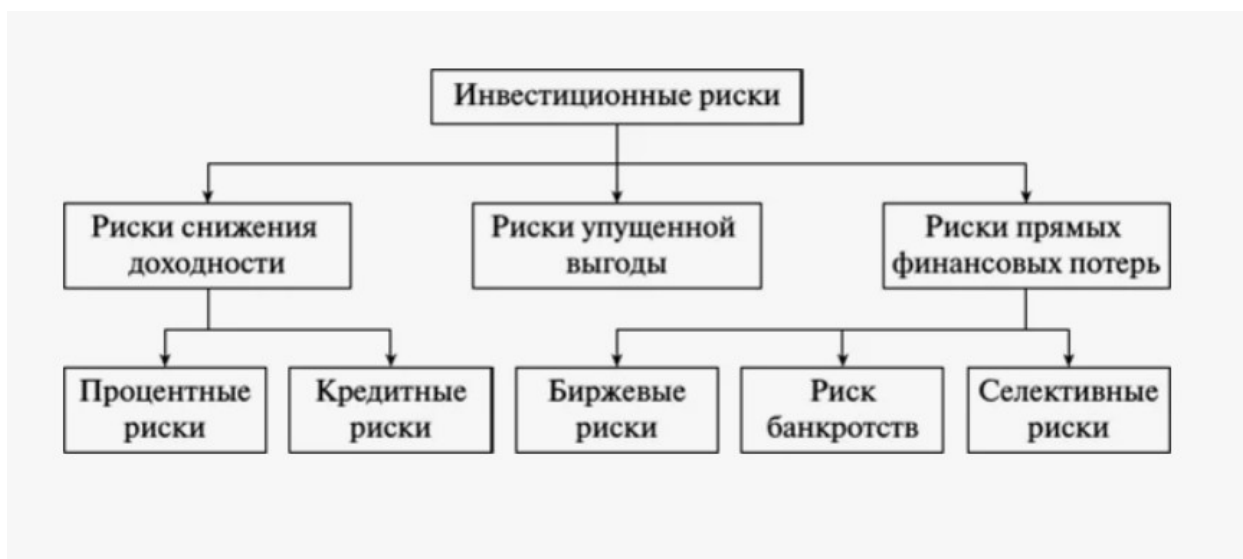 Инвестиционные риски
Риски снижения
доходности
Риски упущенной
выгоды
Риски прямых
финансовых потерь
Процентные
риски
Кредитные
риски
Биржевые
риски
Риск
банкротств
Селективные
риски